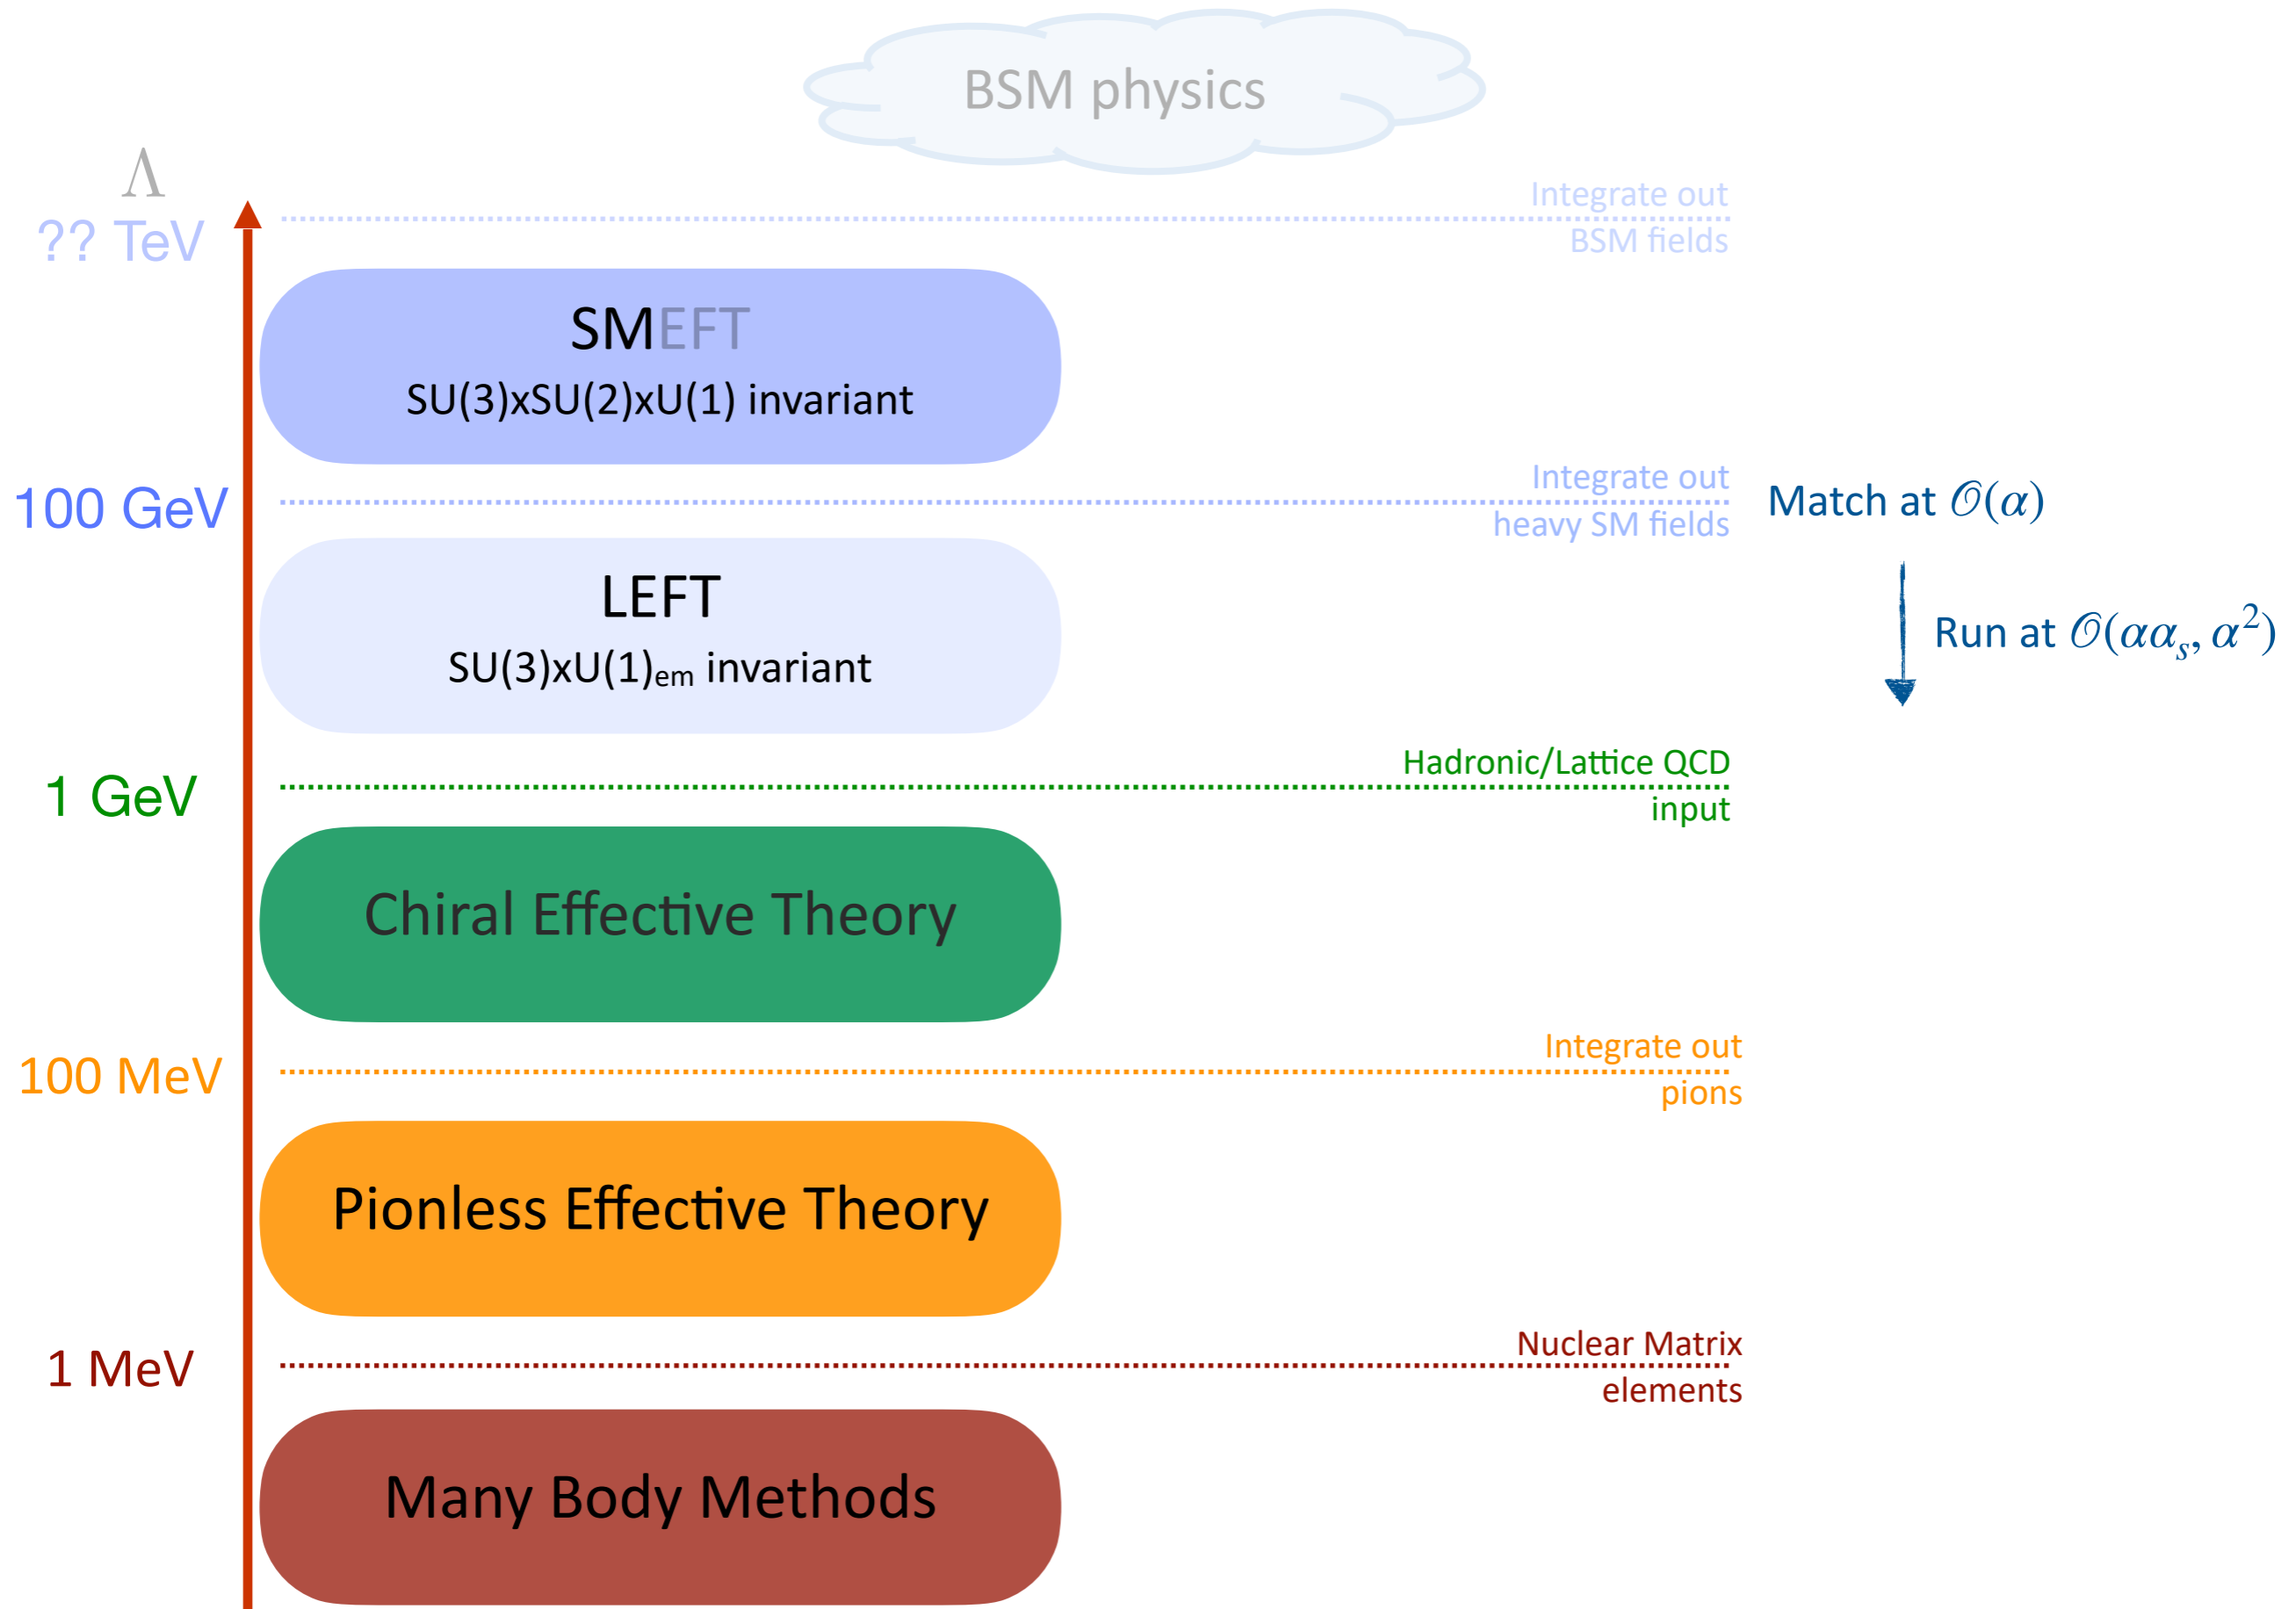 BSM physics
Λ
?? TeV
Integrate out
BSM fields
SMEFT
SU(3)xSU(2)xU(1) invariant
100 GeV
Integrate out
heavy SM fields
Match at 𝒪(α)
LEFT
SU(3)xU(1)ₑₘ invariant
Run at 𝒪(αα_s, α²)
1 GeV
Hadronic/Lattice QCD
input
Chiral Effective Theory
100 MeV
Integrate out
pions
Pionless Effective Theory
1 MeV
Nuclear Matrix
elements
Many Body Methods